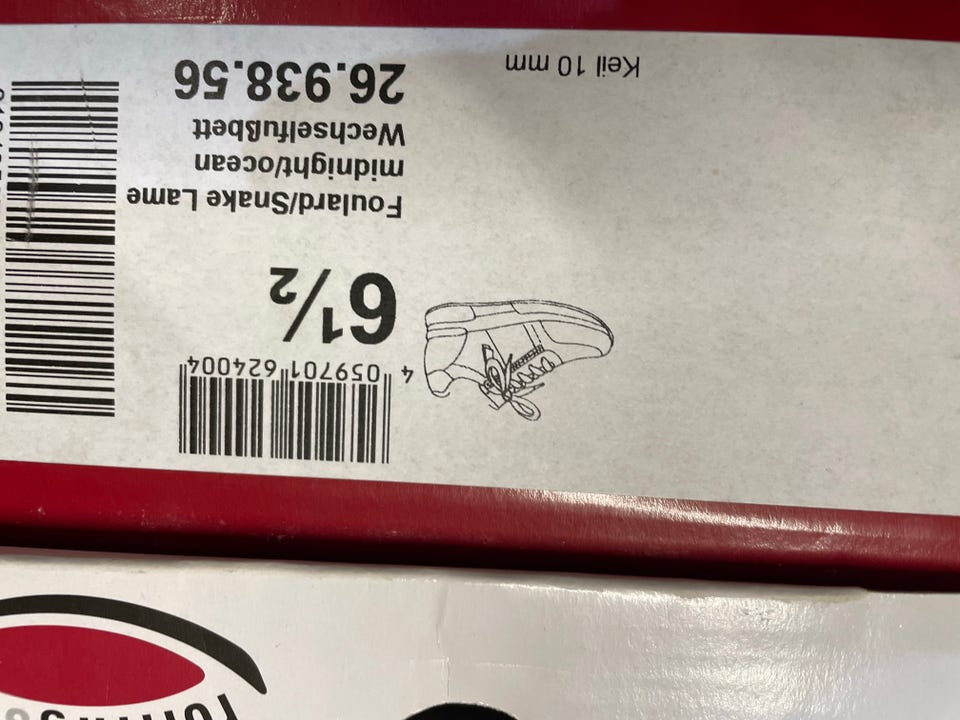 4 059701 624004
6½
Foulard/Snake Lame
midnight/ocean
Wechselfußbett
26.938.56
Keil 10 mm